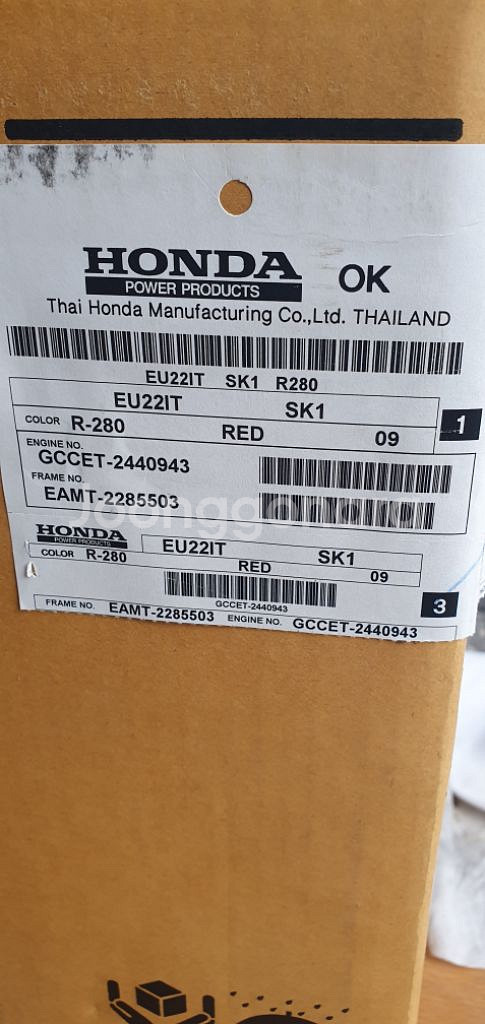 HONDA OK
POWER PRODUCTS
Thai Honda Manufacturing Co.,Ltd. THAILAND
EU22IT SK1 R280
EU22IT SK1
1
COLOR R-280 RED 09
ENGINE NO.
GCCET-2440943
FRAME NO.
EAMT-2285503
Joonggonara
HONDA
POWER PRODUCTS
EU22IT SK1
COLOR R-280 RED 09
GCCET-2440943
3
FRAME NO. EAMT-2285503 ENGINE NO. GCCET-2440943